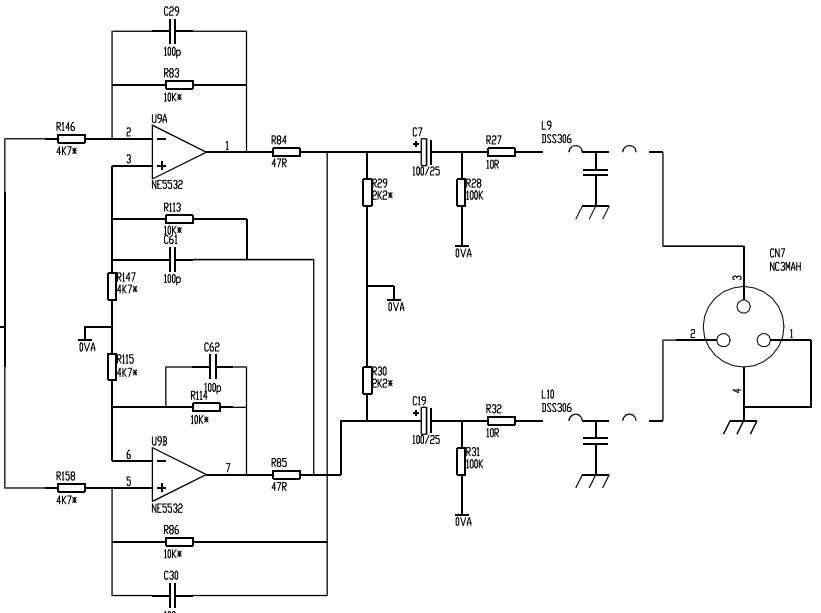 C29
100p
R83
10K*
U9A
R146
4K7*
2
3
1
NE5532
R84
47R
C7
+
100/25
R27
10R
L9
DSS306
R29
2K2*
R28
100K
0VA
R113
10K*
C61
100p
R147
4K7*
0VA
0VA
CN7
NC3MAH
3
2
1
4
R115
4K7*
C62
100p
R114
10K*
R30
2K2*
C19
+
100/25
R32
10R
L10
DSS306
U9B
R158
4K7*
6
5
7
NE5532
R85
47R
R31
100K
0VA
R86
10K*
C30